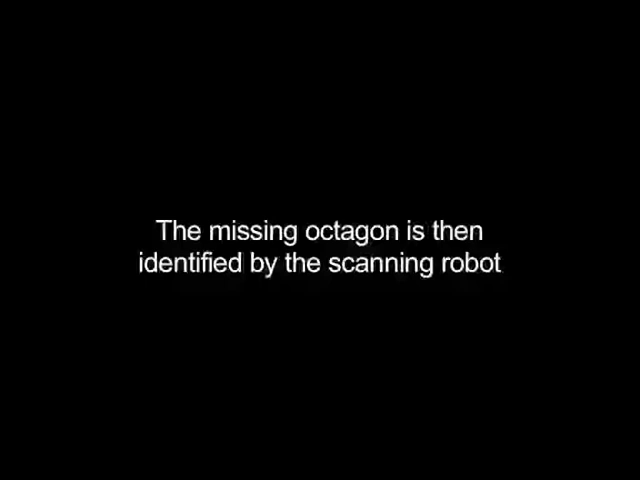 The missing octagon is then
identified by the scanning robot